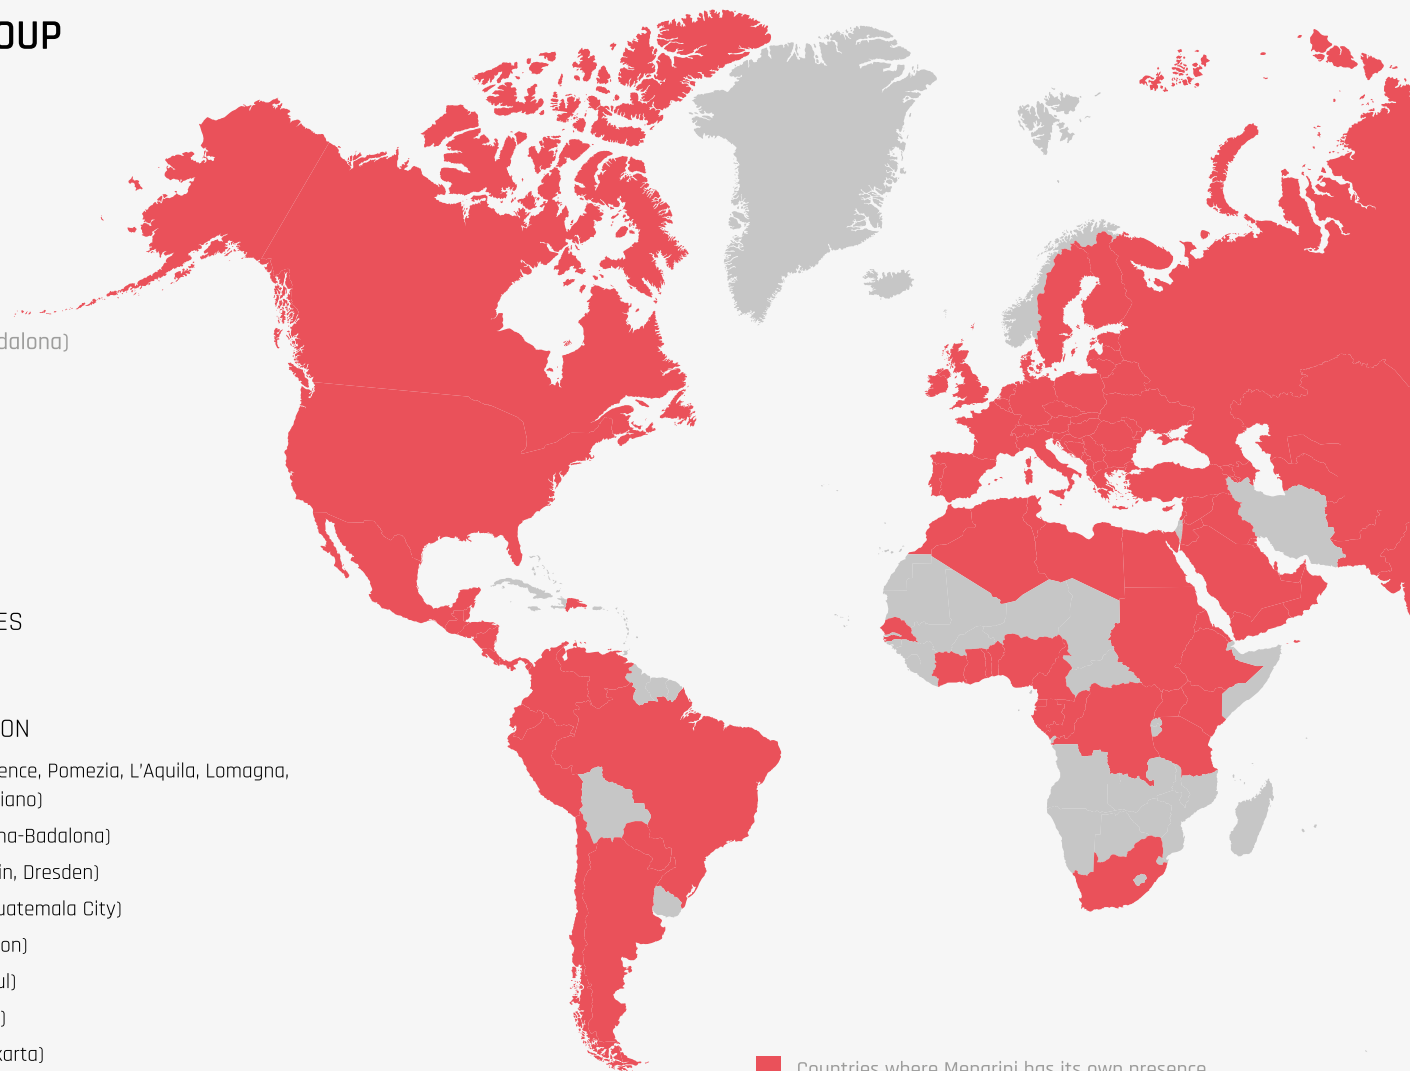 OUP
dalona)
ES
ON
ence, Pomezia, L'Aquila, Lomagna,
iano)
na-Badalona)
in, Dresden)
uatemala City)
on)
ul)
)
karta)
Countries where Menarini has its own presence